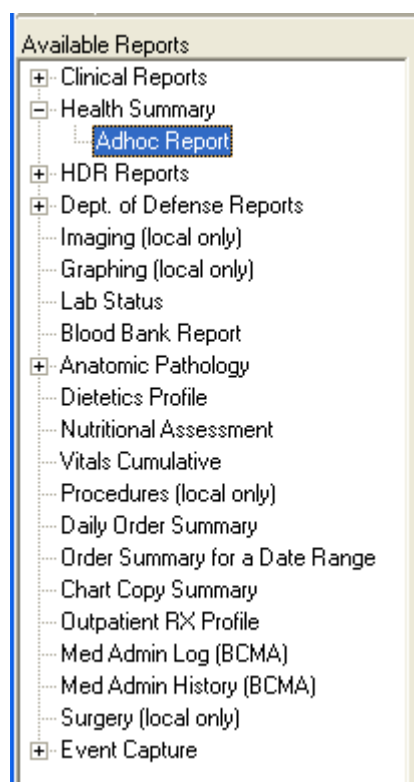 Available Reports
Clinical Reports
Health Summary
Adhoc Report
HDR Reports
Dept. of Defense Reports
Imaging (local only)
Graphing (local only)
Lab Status
Blood Bank Report
Anatomic Pathology
Dietetics Profile
Nutritional Assessment
Vitals Cumulative
Procedures (local only)
Daily Order Summary
Order Summary for a Date Range
Chart Copy Summary
Outpatient RX Profile
Med Admin Log (BCMA)
Med Admin History (BCMA)
Surgery (local only)
Event Capture